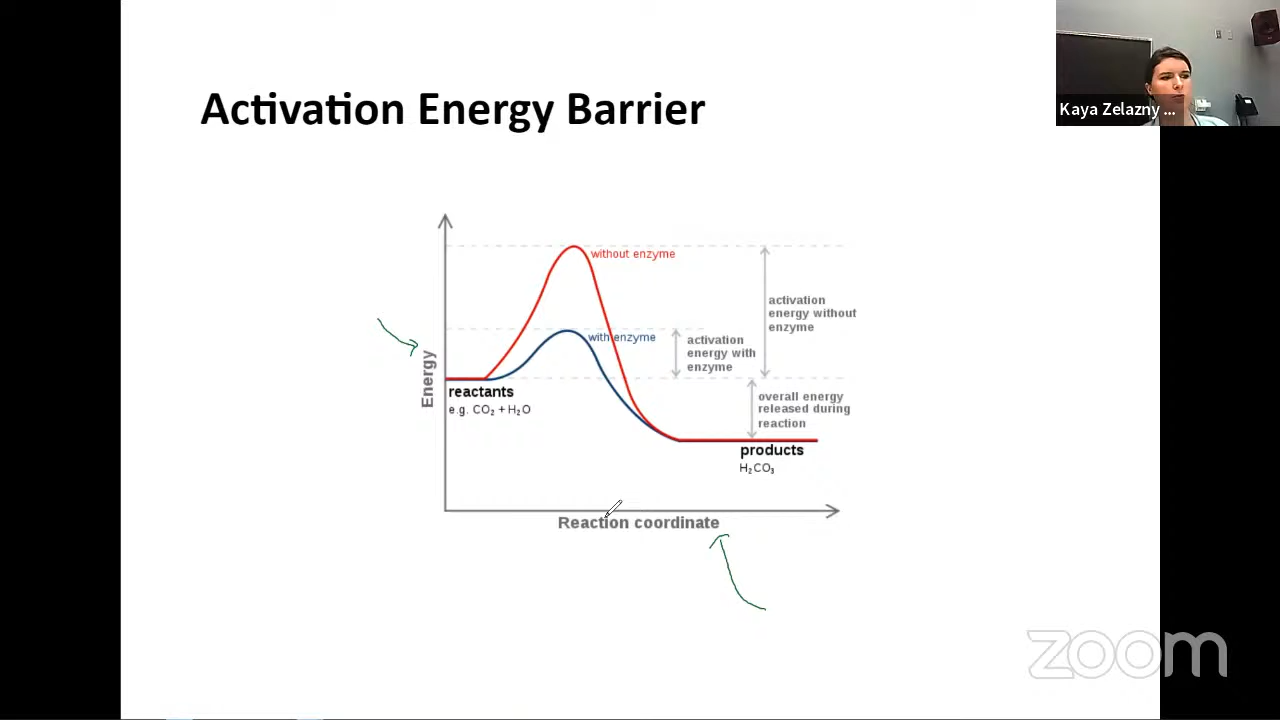 Activation Energy Barrier
Kaya Zelazny ...
without enzyme
activation
energy without
enzyme
with enzyme
activation
energy with
enzyme
Energy
reactants
e.g. CO₂ + H₂O
overall energy
released during
reaction
products
H₂CO₃
Reaction coordinate
zoom